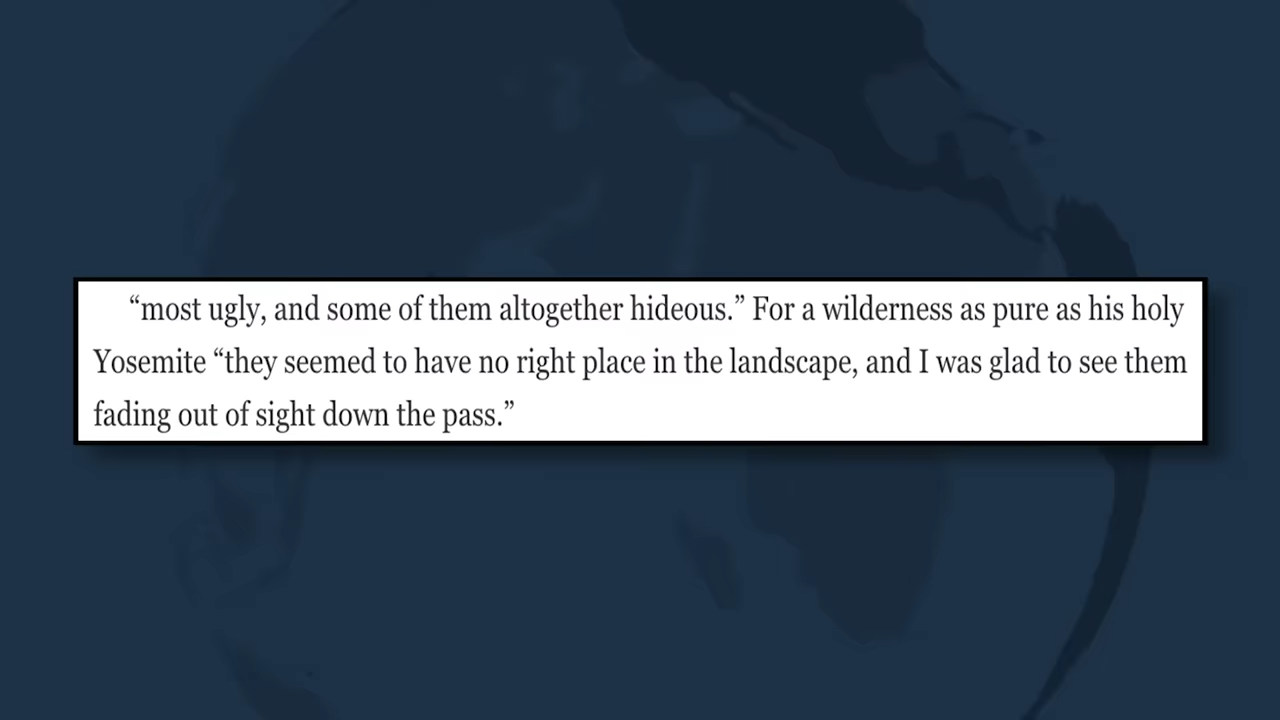 “most ugly, and some of them altogether hideous.” For a wilderness as pure as his holy
Yosemite “they seemed to have no right place in the landscape, and I was glad to see them
fading out of sight down the pass.”